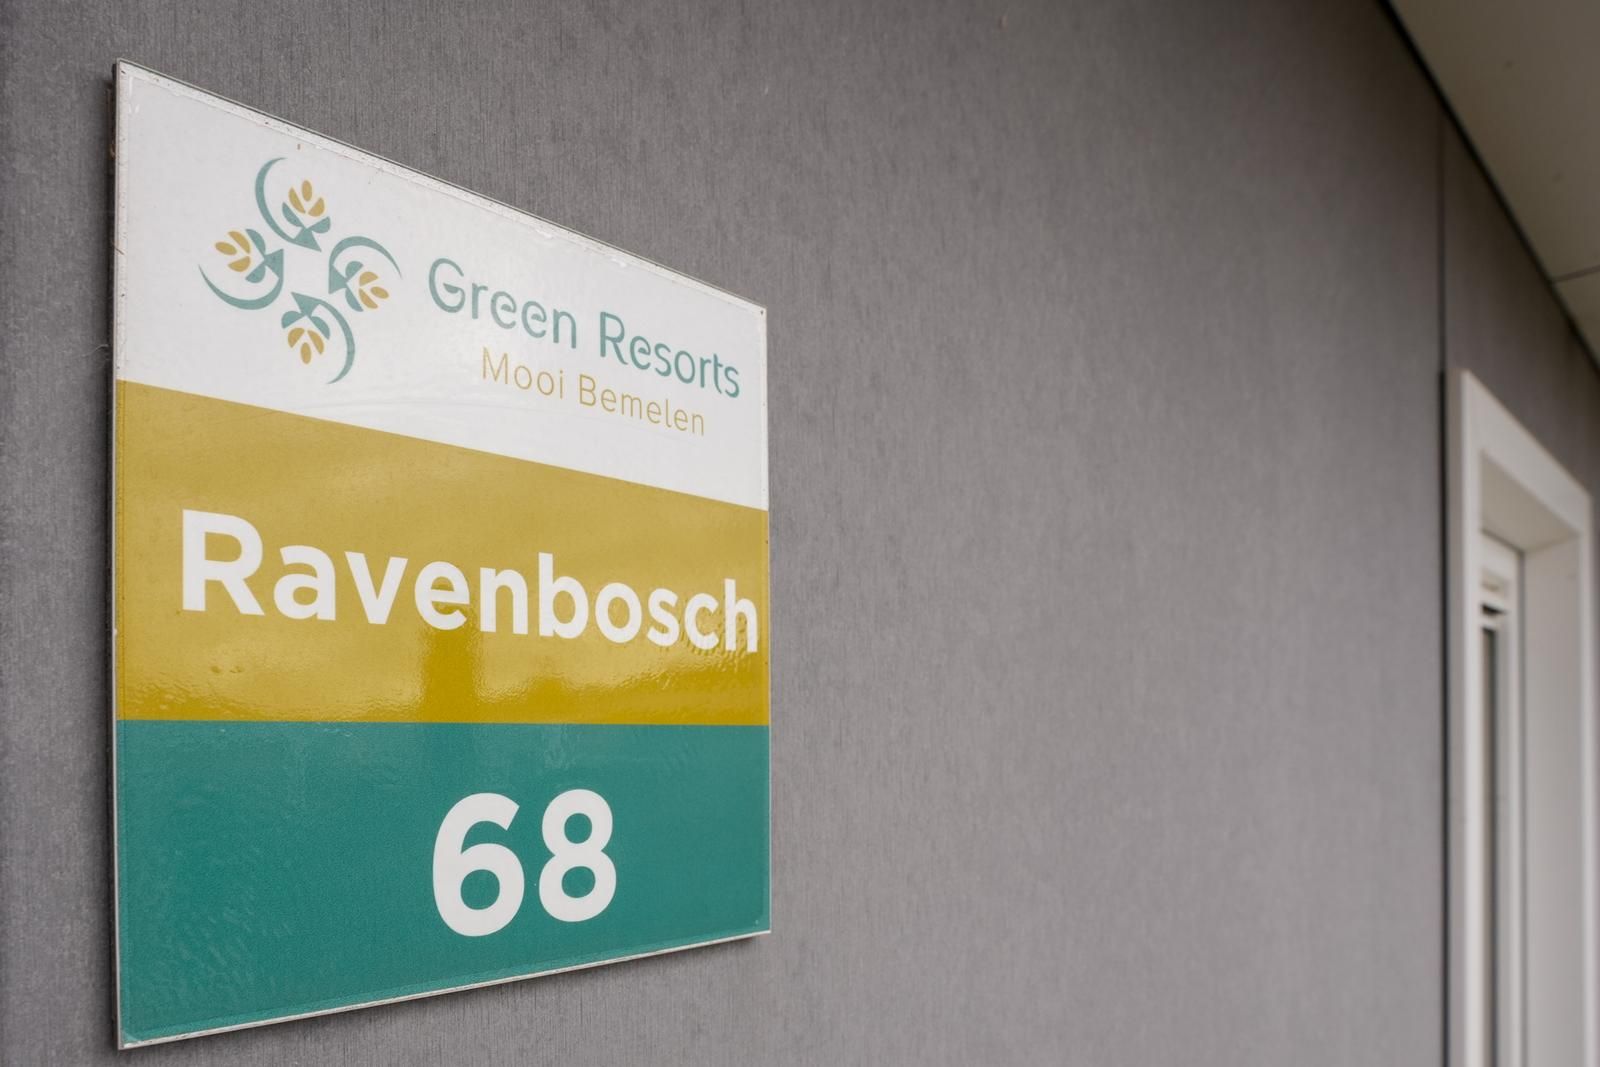 Green Resorts
Mooi Bemelen
Ravenbosch
68